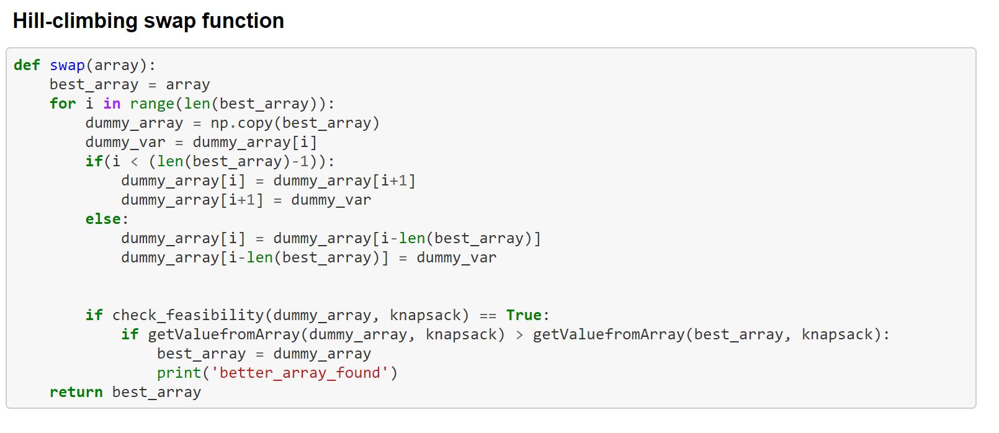 Hill-climbing swap function
def swap(array):
    best_array = array
    for i in range(len(best_array)):
        dummy_array = np.copy(best_array)
        dummy_var = dummy_array[i]
        if(i < (len(best_array)-1)):
            dummy_array[i] = dummy_array[i+1]
            dummy_array[i+1] = dummy_var
        else:
            dummy_array[i] = dummy_array[i-len(best_array)]
            dummy_array[i-len(best_array)] = dummy_var
        if check_feasibility(dummy_array, knapsack) == True:
            if getValuefromArray(dummy_array, knapsack) > getValuefromArray(best_array, knapsack):
                best_array = dummy_array
                print('better_array_found')
    return best_array